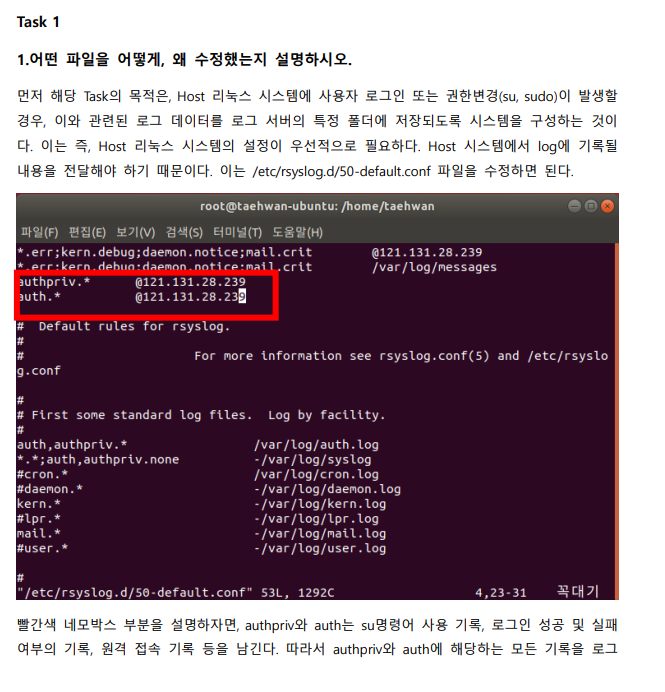 Task 1
1.어떤 파일을 어떻게, 왜 수정했는지 설명하시오.
먼저 해당 Task의 목적은, Host 리눅스 시스템에 사용자 로그인 또는 권한변경(su, sudo)이 발생할
경우, 이와 관련된 로그 데이터를 로그 서버의 특정 폴더에 저장되도록 시스템을 구성하는 것이
다. 이는 즉, Host 리눅스 시스템의 설정이 우선적으로 필요하다. Host 시스템에서 log에 기록될
내용을 전달해야 하기 때문이다. 이는 /etc/rsyslog.d/50-default.conf 파일을 수정하면 된다.
root@taehwan-ubuntu: /home/taehwan
파일(F) 편집(E) 보기(V) 검색(S) 터미널(T) 도움말(H)
*.err;kern.debug;daemon.notice;mail.crit @121.131.28.239
*.err;kern.debug;daemon.notice;mail.crit /var/log/messages
authpriv.* @121.131.28.239
auth.* @121.131.28.239
# Default rules for rsyslog.
#
# For more information see rsyslog.conf(5) and /etc/rsyslo
g.conf
#
# First some standard log files. Log by facility.
#
auth,authpriv.* /var/log/auth.log
*.*;auth,authpriv.none -/var/log/syslog
#cron.* /var/log/cron.log
#daemon.* -/var/log/daemon.log
kern.* -/var/log/kern.log
#lpr.* -/var/log/lpr.log
mail.* -/var/log/mail.log
#user.* -/var/log/user.log
#
"/etc/rsyslog.d/50-default.conf" 53L, 1292C 4,23-31 꼭대기
빨간색 네모박스 부분을 설명하자면, authpriv와 auth는 su명령어 사용 기록, 로그인 성공 및 실패
여부의 기록, 원격 접속 기록 등을 남긴다. 따라서 authpriv와 auth에 해당하는 모든 기록을 로그